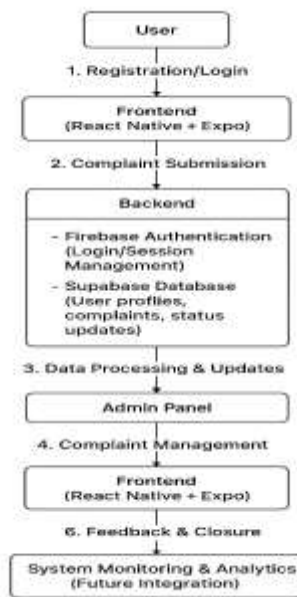 User
1. Registration/Login
Frontend
(React Native + Expo)
2. Complaint Submission
Backend
- Firebase Authentication
(Login/Session
Management)
- Supabase Database
(User profiles,
complaints, status
updates)
3. Data Processing & Updates
Admin Panel
4. Complaint Management
Frontend
(React Native + Expo)
6. Feedback & Closure
System Monitoring & Analytics
(Future Integration)